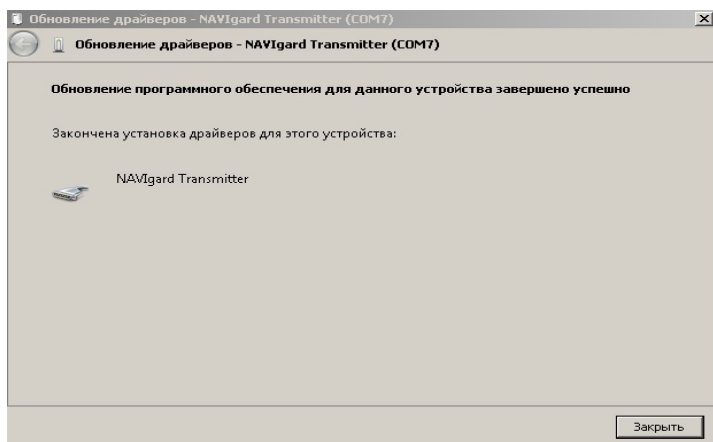 Обновление драйверов - NAVIgard Transmitter (COM7)
Обновление драйверов - NAVIgard Transmitter (COM7)
Обновление программного обеспечения для данного устройства завершено успешно
Закончена установка драйверов для этого устройства:
NAVIgard Transmitter
Закрыть